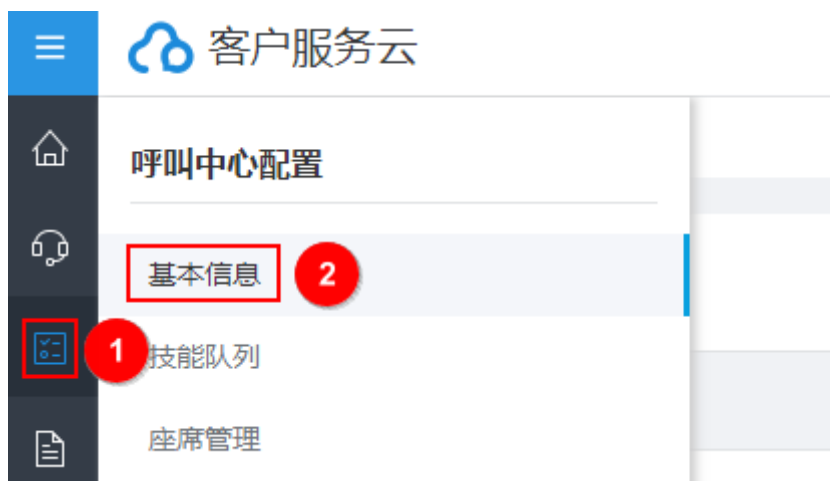 客户服务云
呼叫中心配置
基本信息 2
1 技能队列
座席管理